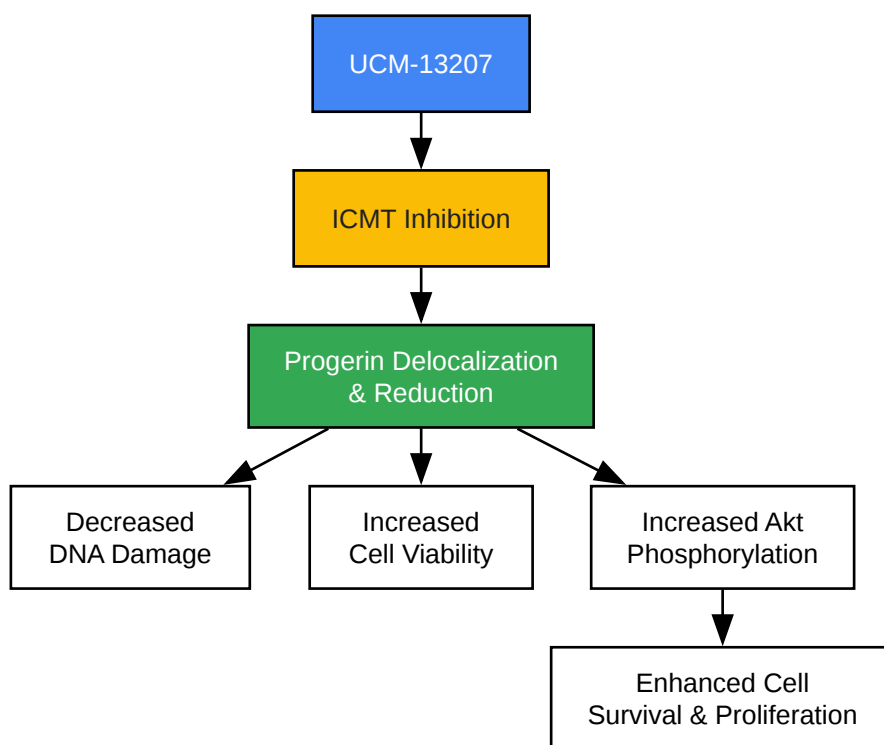 UCM-13207
ICMT Inhibition
Progerin Delocalization
& Reduction
Decreased
DNA Damage
Increased
Cell Viability
Increased Akt
Phosphorylation
Enhanced Cell
Survival & Proliferation